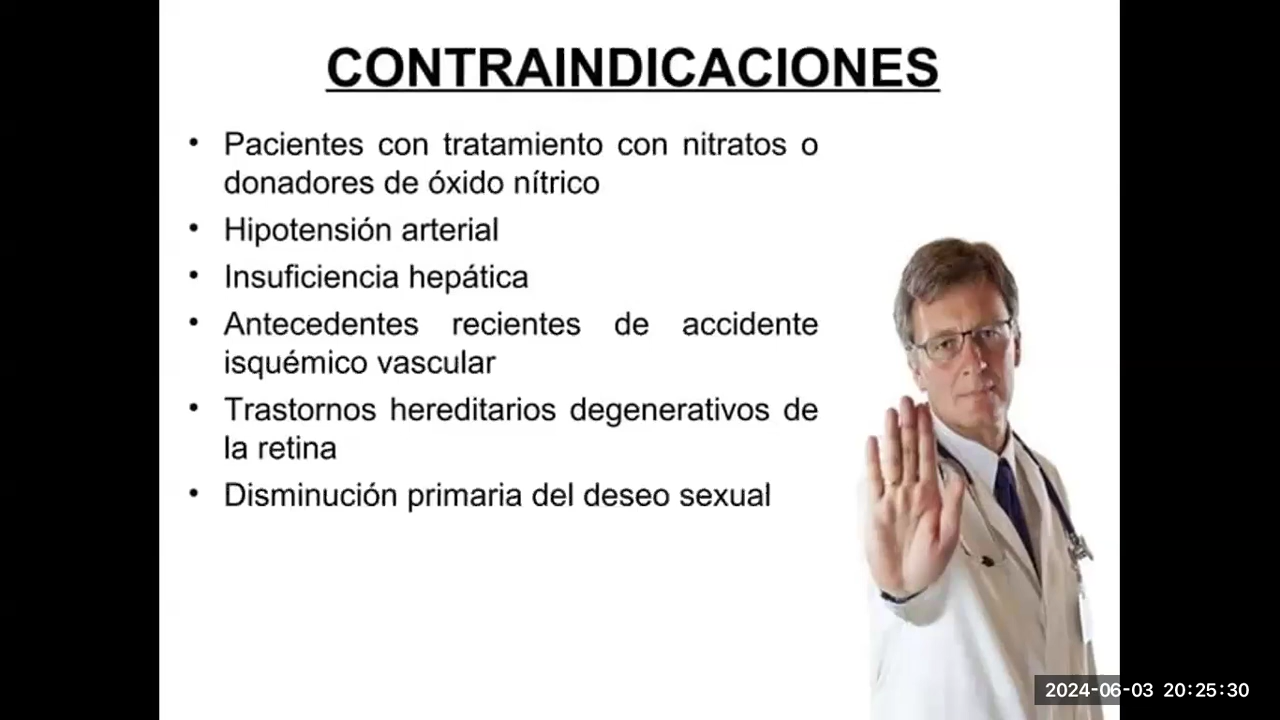 CONTRAINDICACIONES
• Pacientes con tratamiento con nitratos o
donadores de óxido nítrico
• Hipotensión arterial
• Insuficiencia hepática
• Antecedentes recientes de accidente
isquémico vascular
• Trastornos hereditarios degenerativos de
la retina
• Disminución primaria del deseo sexual
2024-06-03 20:25:30